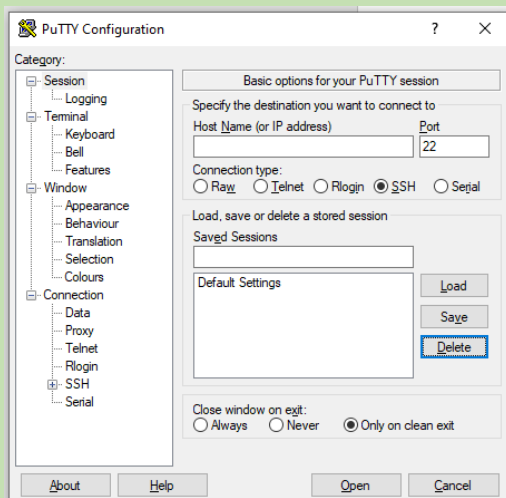 PuTTY Configuration
?
Category:
Session
Logging
Terminal
Keyboard
Bell
Features
Window
Appearance
Behaviour
Translation
Selection
Colours
Connection
Data
Proxy
Telnet
Rlogin
SSH
Serial
Basic options for your PuTTY session
Specify the destination you want to connect to
Host Name (or IP address) Port
22
Connection type:
Raw Telnet Rlogin SSH Serial
Load, save or delete a stored session
Saved Sessions
Default Settings
Load
Save
Delete
Close window on exit:
Always Never Only on clean exit
About Help Open Cancel